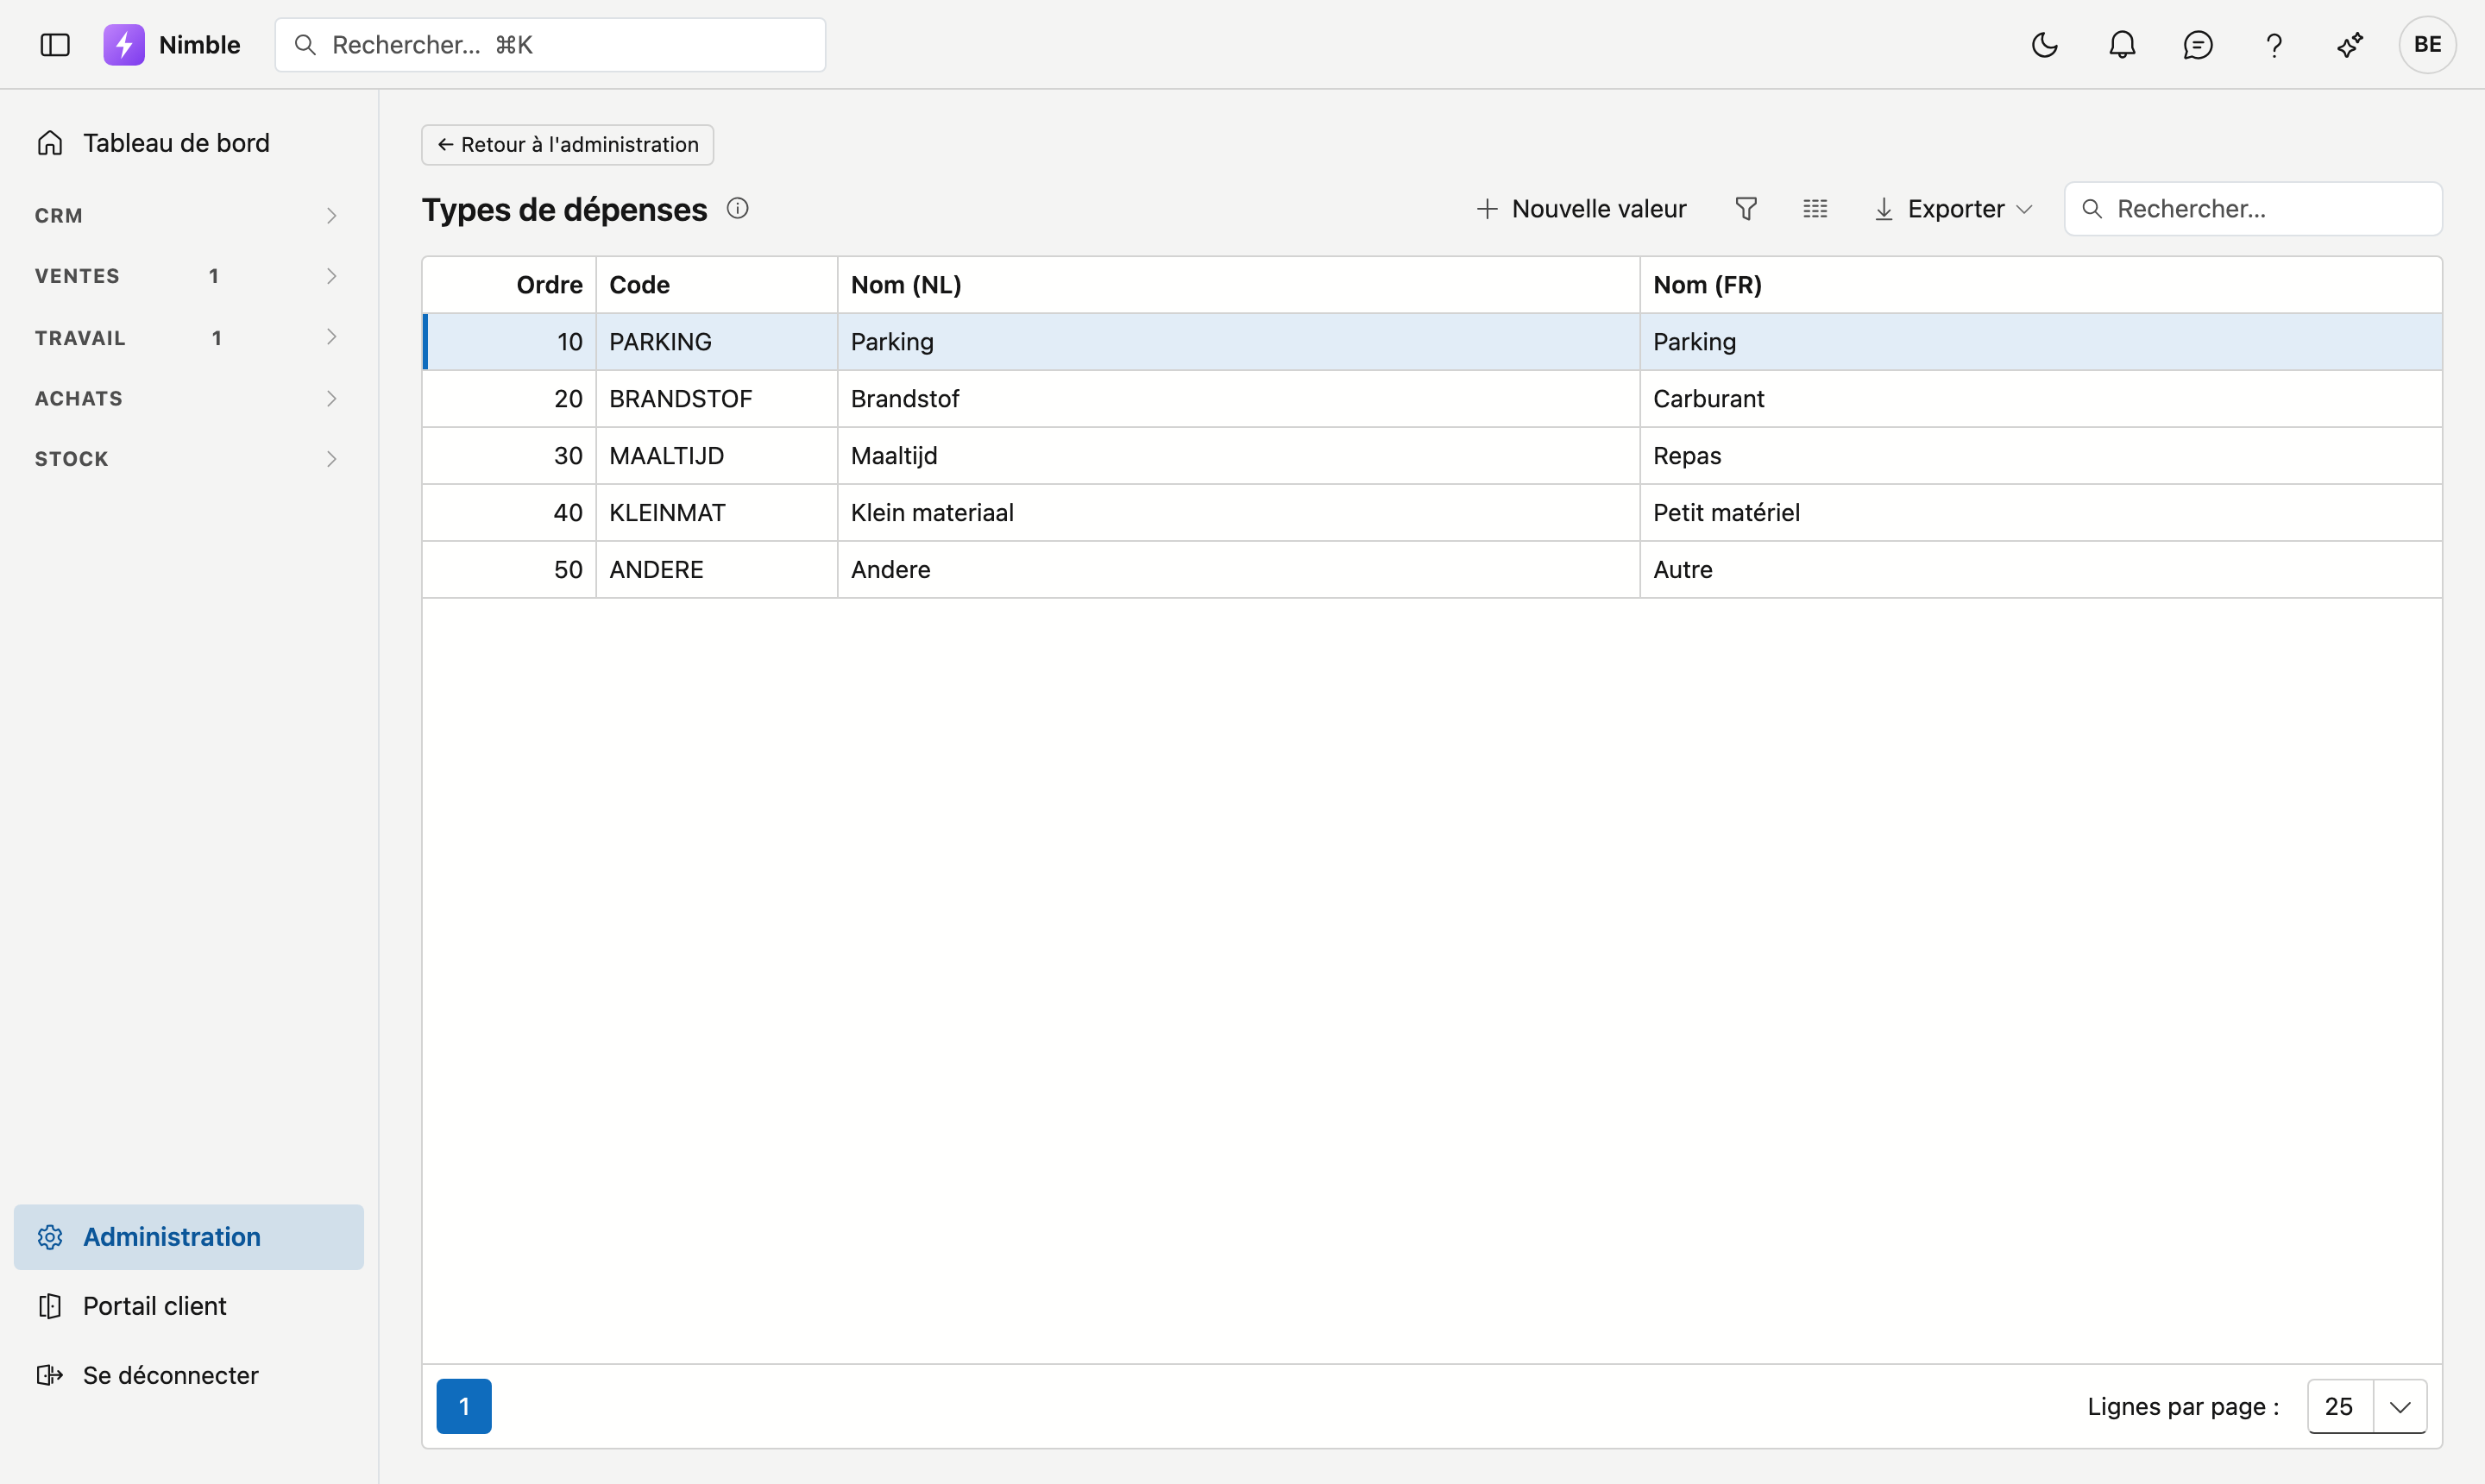 Nimble
Rechercher... ⌘K
BE
Tableau de bord
CRM
VENTES 1
TRAVAIL 1
ACHATS
STOCK
Administration
Portail client
Se déconnecter
← Retour à l'administration
Types de dépenses
Nouvelle valeur
Exporter
Rechercher...
Ordre Code Nom (NL) Nom (FR)
10 PARKING Parking Parking
20 BRANDSTOF Brandstof Carburant
30 MAALTIJD Maaltijd Repas
40 KLEINMAT Klein materiaal Petit matériel
50 ANDERE Andere Autre
1
Lignes par page : 25